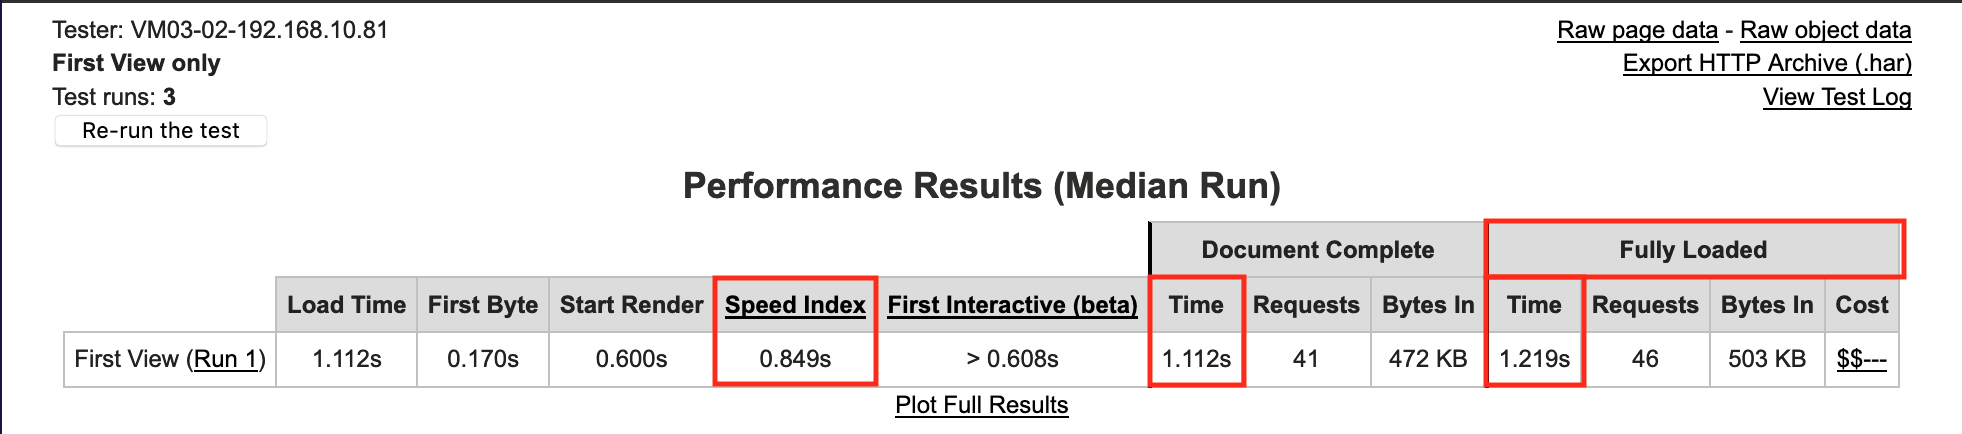 Tester: VM03-02-192.168.10.81
First View only
Test runs: 3
Re-run the test
Raw page data - Raw object data
Export HTTP Archive (.har)
View Test Log
Performance Results (Median Run)
Document Complete Fully Loaded
Load Time First Byte Start Render Speed Index First Interactive (beta) Time Requests Bytes In Time Requests Bytes In Cost
First View (Run 1) 1.112s 0.170s 0.600s 0.849s > 0.608s 1.112s 41 472 KB 1.219s 46 503 KB $$---
Plot Full Results